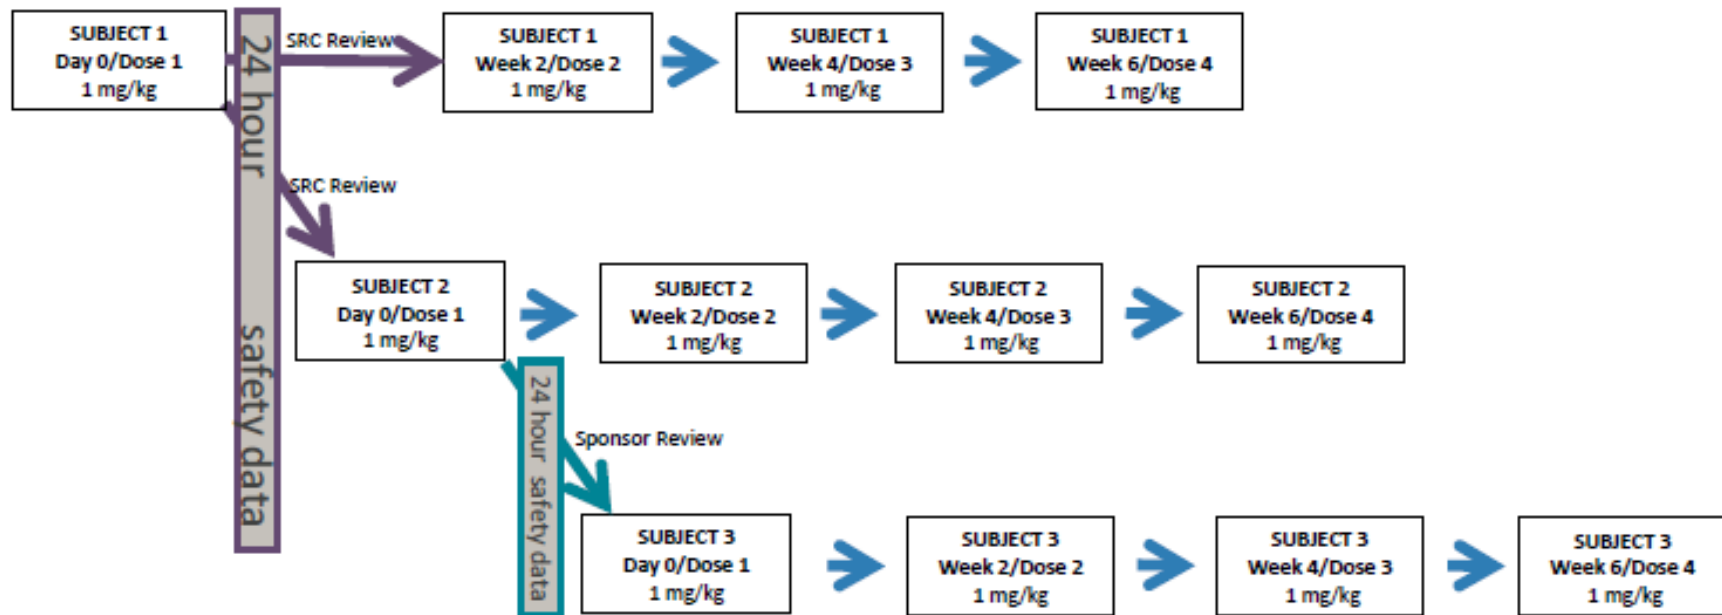 SUBJECT 1
Day 0/Dose 1
1 mg/kg
24 hour safety data
SRC Review
SUBJECT 1
Week 2/Dose 2
1 mg/kg
SUBJECT 1
Week 4/Dose 3
1 mg/kg
SUBJECT 1
Week 6/Dose 4
1 mg/kg
SRC Review
SUBJECT 2
Day 0/Dose 1
1 mg/kg
SUBJECT 2
Week 2/Dose 2
1 mg/kg
SUBJECT 2
Week 4/Dose 3
1 mg/kg
SUBJECT 2
Week 6/Dose 4
1 mg/kg
24 hour safety data
Sponsor Review
SUBJECT 3
Day 0/Dose 1
1 mg/kg
SUBJECT 3
Week 2/Dose 2
1 mg/kg
SUBJECT 3
Week 4/Dose 3
1 mg/kg
SUBJECT 3
Week 6/Dose 4
1 mg/kg